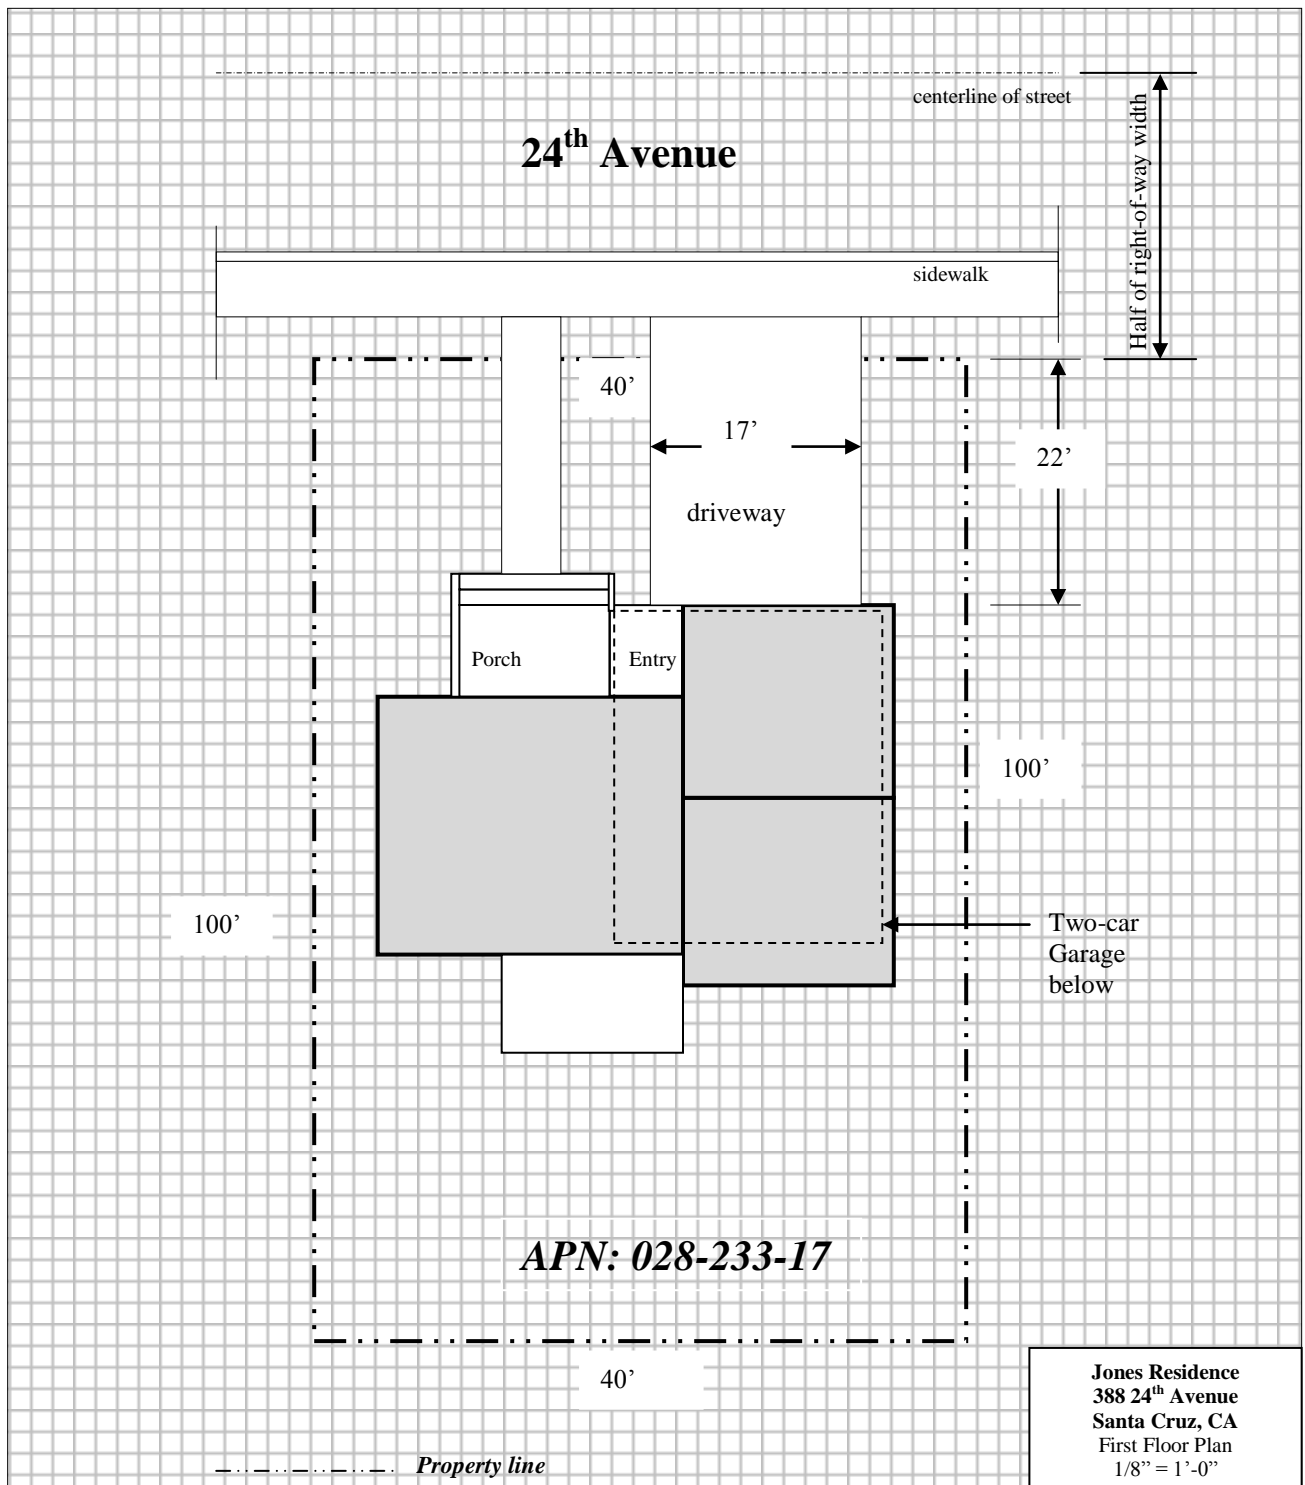 centerline of street
24th Avenue
Half of right-of-way width
sidewalk
40’
17’
22’
driveway
Porch
Entry
100’
100’
Two-car
Garage
below
APN: 028-233-17
40’
Jones Residence
388 24th Avenue
Santa Cruz, CA
First Floor Plan
1/8” = 1’-0”
Property line